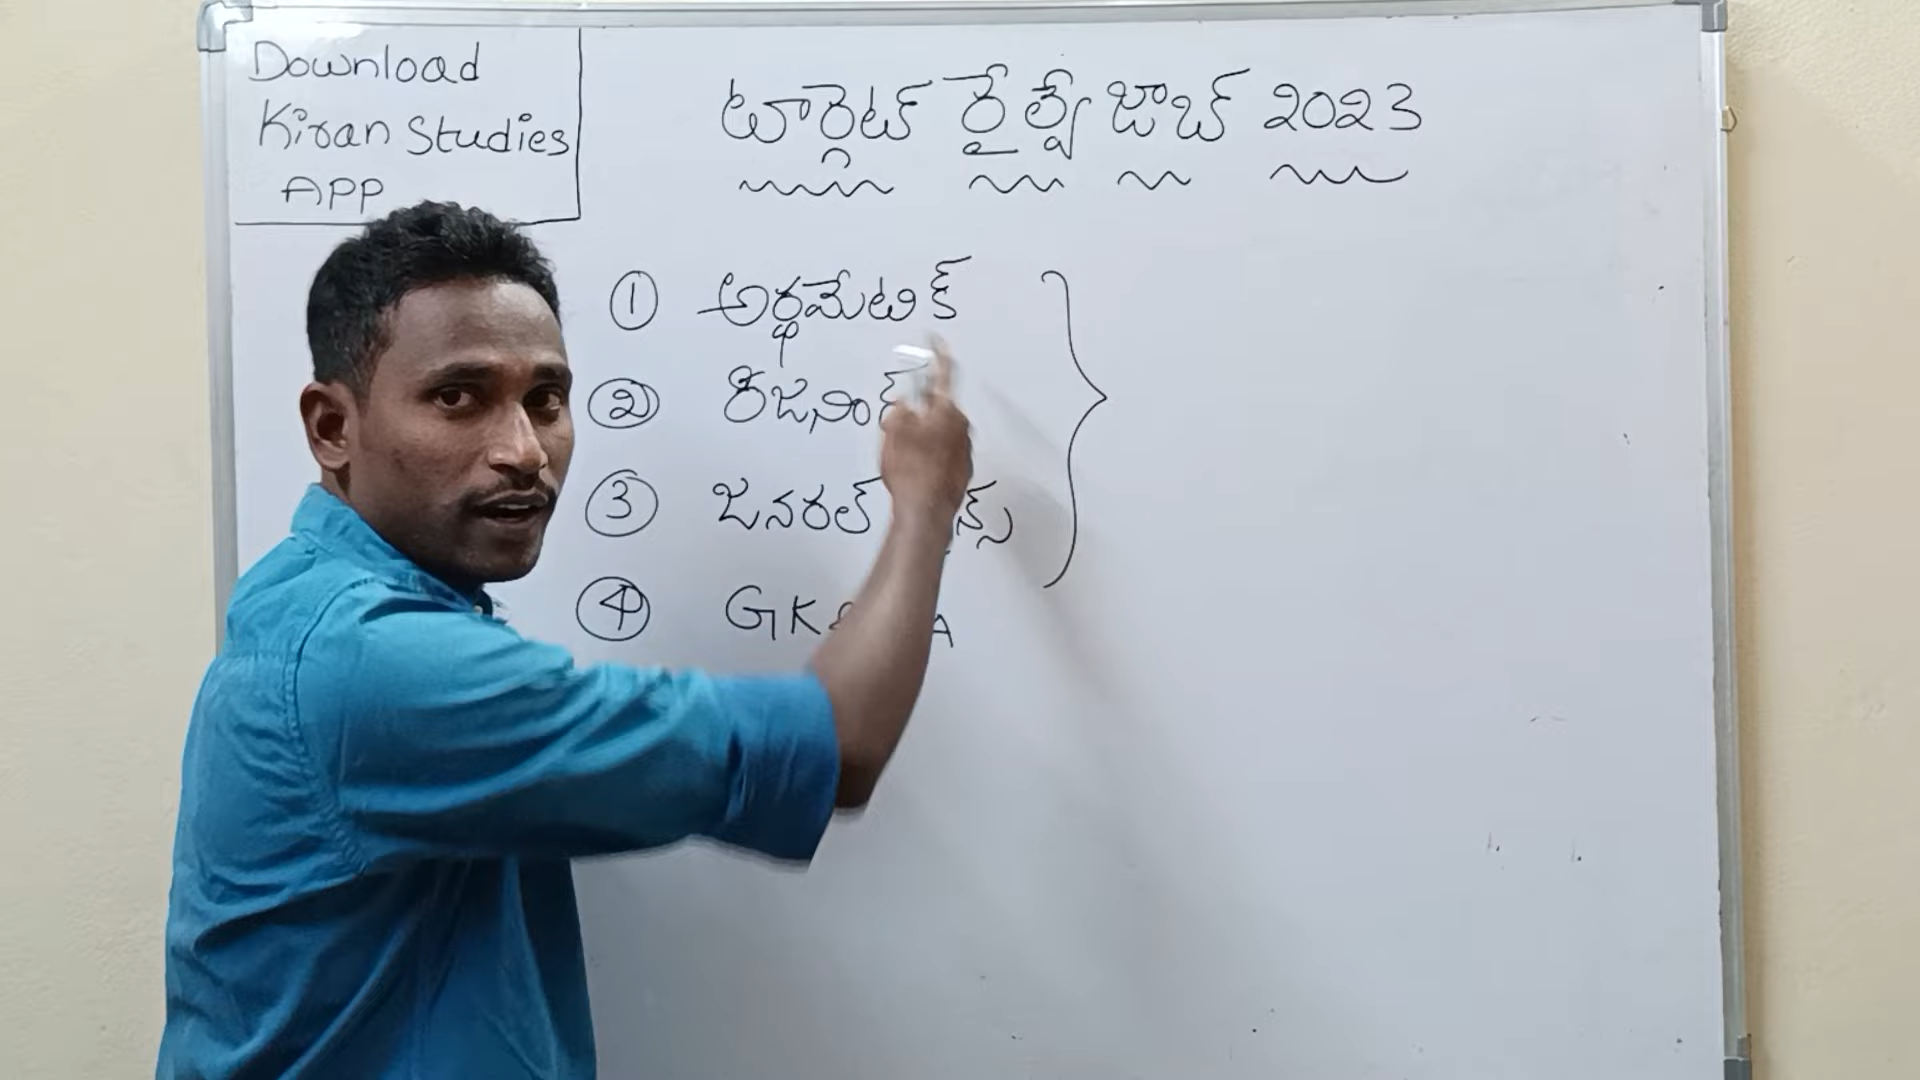 Download
Kiran Studies
APP
టార్గెట్ రైల్వే జాబ్ 2023
① అర్థమేటిక్
② రీజనింగ్
③ జనరల్
④ GK